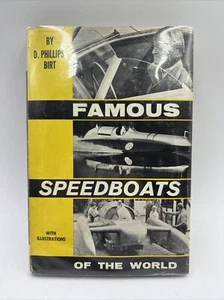 BY
D. PHILLIPS
BIRT
FAMOUS
SPEEDBOATS
WITH
ILLUSTRATIONS
OF THE WORLD